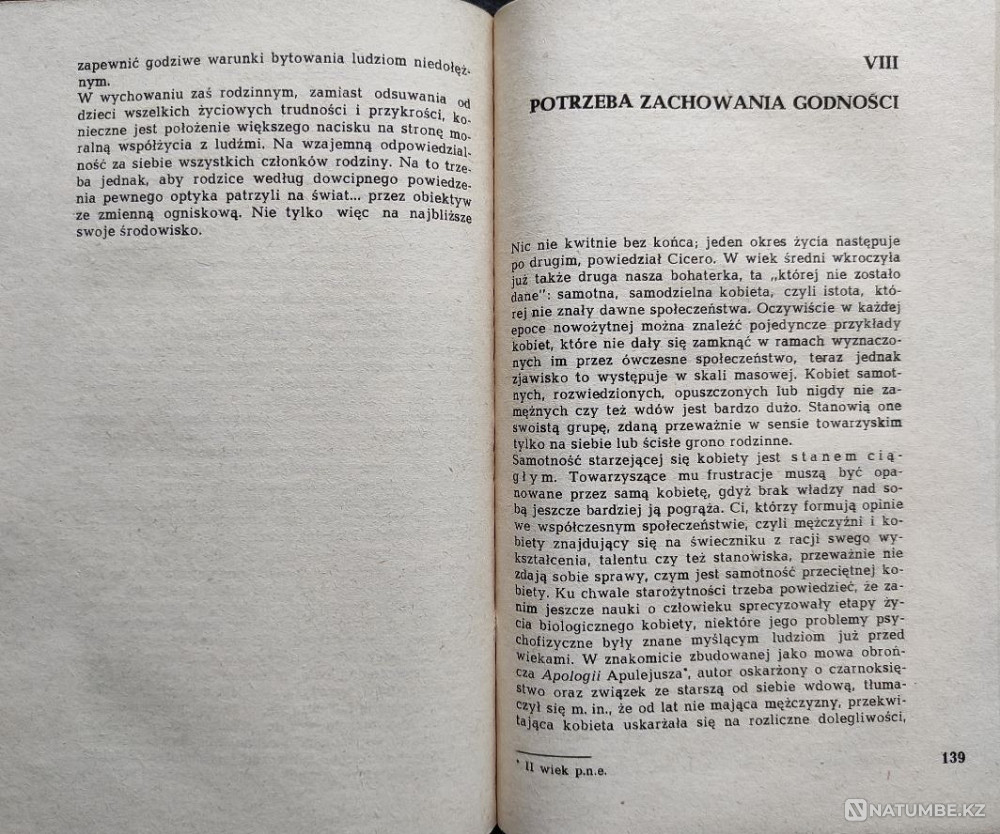 zapewnić godziwe warunki bytowania ludziom niedołęż-
nym.
W wychowaniu zaś rodzinnym, zamiast odsuwania od
dzieci wszelkich życiowych trudności i przykrości, ko-
nieczne jest położenie większego nacisku na stronę mo-
ralną współżycia z ludźmi. Na wzajemną odpowiedzial-
ność za siebie wszystkich członków rodziny. Na to trze-
ba jednak, aby rodzice według dowcipnego powiedze-
nia pewnego optyka patrzyli na świat... przez obiektyw
ze zmienną ogniskową. Nie tylko więc na najbliższe
swoje środowisko.
VIII
POTRZEBA ZACHOWANIA GODNOŚCI
Nic nie kwitnie bez końca; jeden okres życia następuje
po drugim, powiedział Cicero. W wiek średni wkroczyła
już także druga nasza bohaterka, ta „której nie zostało
dane": samotna, samodzielna kobieta, czyli istota, któ-
rej nie znały dawne społeczeństwa. Oczywiście w każdej
epoce nowożytnej można znaleźć pojedyncze przykłady
kobiet, które nie dały się zamknąć w ramach wyznaczo-
nych im przez ówczesne społeczeństwo, teraz jednak
zjawisko to występuje w skali masowej. Kobiet samot-
nych, rozwiedzionych, opuszczonych lub nigdy nie za-
mężnych czy też wdów jest bardzo dużo. Stanowią one
swoistą grupę, zdaną przeważnie w sensie towarzyskim
tylko na siebie lub ścisłe grono rodzinne.
Samotność starzejącej się kobiety jest stanem cią-
głym. Towarzyszące mu frustracje muszą być opa-
nowane przez samą kobietę, gdyż brak władzy nad so-
bą jeszcze bardziej ją pogrąża. Ci, którzy formują opinie
we współczesnym społeczeństwie, czyli mężczyźni i ko-
biety znajdujący się na świeczniku z racji swego wy-
kształcenia, talentu czy też stanowiska, przeważnie nie
zdają sobie sprawy, czym jest samotność przeciętnej ko-
biety. Ku chwale starożytności trzeba powiedzieć, że za-
nim jeszcze nauki o człowieku sprecyzowały etapy ży-
cia biologicznego kobiety, niektóre jego problemy psy-
chofizyczne były znane myślącym ludziom już przed
wiekami. W znakomicie zbudowanej jako mowa obroń-
cza Apologii Apulejusza*, autor oskarżony o czarnoksię-
stwo oraz związek ze starszą od siebie wdową, tłuma-
czył się m. in., że od lat nie mająca mężczyzny, przekwi-
tająca kobieta uskarżała się na rozliczne dolegliwości,
* II wiek p.n.e.
139
NATUMBE.KZ